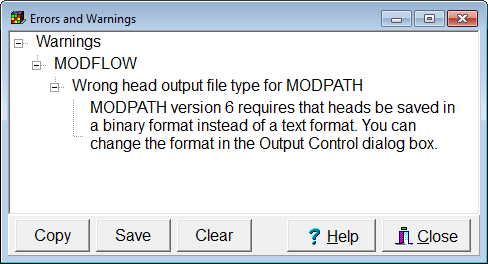 Errors and Warnings
Warnings
MODFLOW
Wrong head output file type for MODPATH
MODPATH version 6 requires that heads be saved in
a binary format instead of a text format. You can
change the format in the Output Control dialog box.
Copy Save Clear ? Help Close